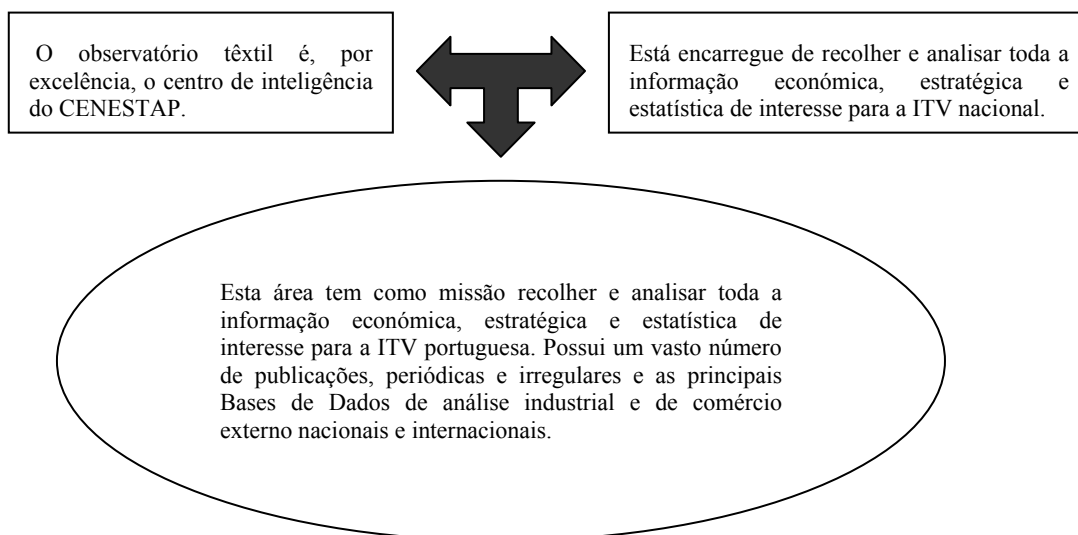 O observatório têxtil é, por
excelência, o centro de inteligência
do CENESTAP.
Está encarregue de recolher e analisar toda a
informação económica, estratégica e
estatística de interesse para a ITV nacional.
Esta área tem como missão recolher e analisar toda a
informação económica, estratégica e estatística de
interesse para a ITV portuguesa. Possui um vasto número
de publicações, periódicas e irregulares e as principais
Bases de Dados de análise industrial e de comércio
externo nacionais e internacionais.